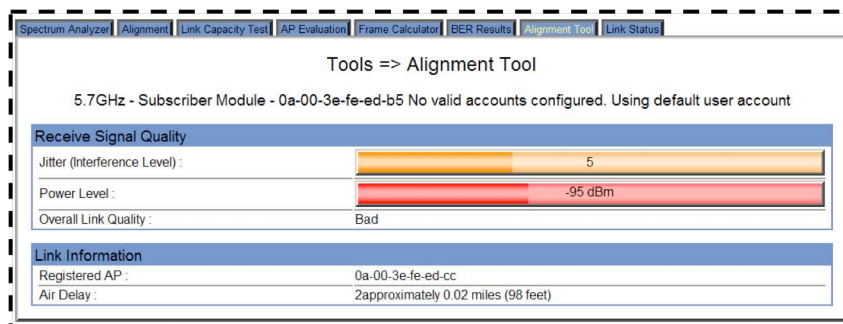 Spectrum Analyzer Alignment Link Capacity Test AP Evaluation Frame Calculator BER Results Alignment Tool Link Status
Tools => Alignment Tool
5.7GHz - Subscriber Module - 0a-00-3e-fe-ed-b5 No valid accounts configured. Using default user account
Receive Signal Quality
Jitter (Interference Level) : 5
Power Level : -95 dBm
Overall Link Quality : Bad
Link Information
Registered AP : 0a-00-3e-fe-ed-cc
Air Delay : 2approximately 0.02 miles (98 feet)